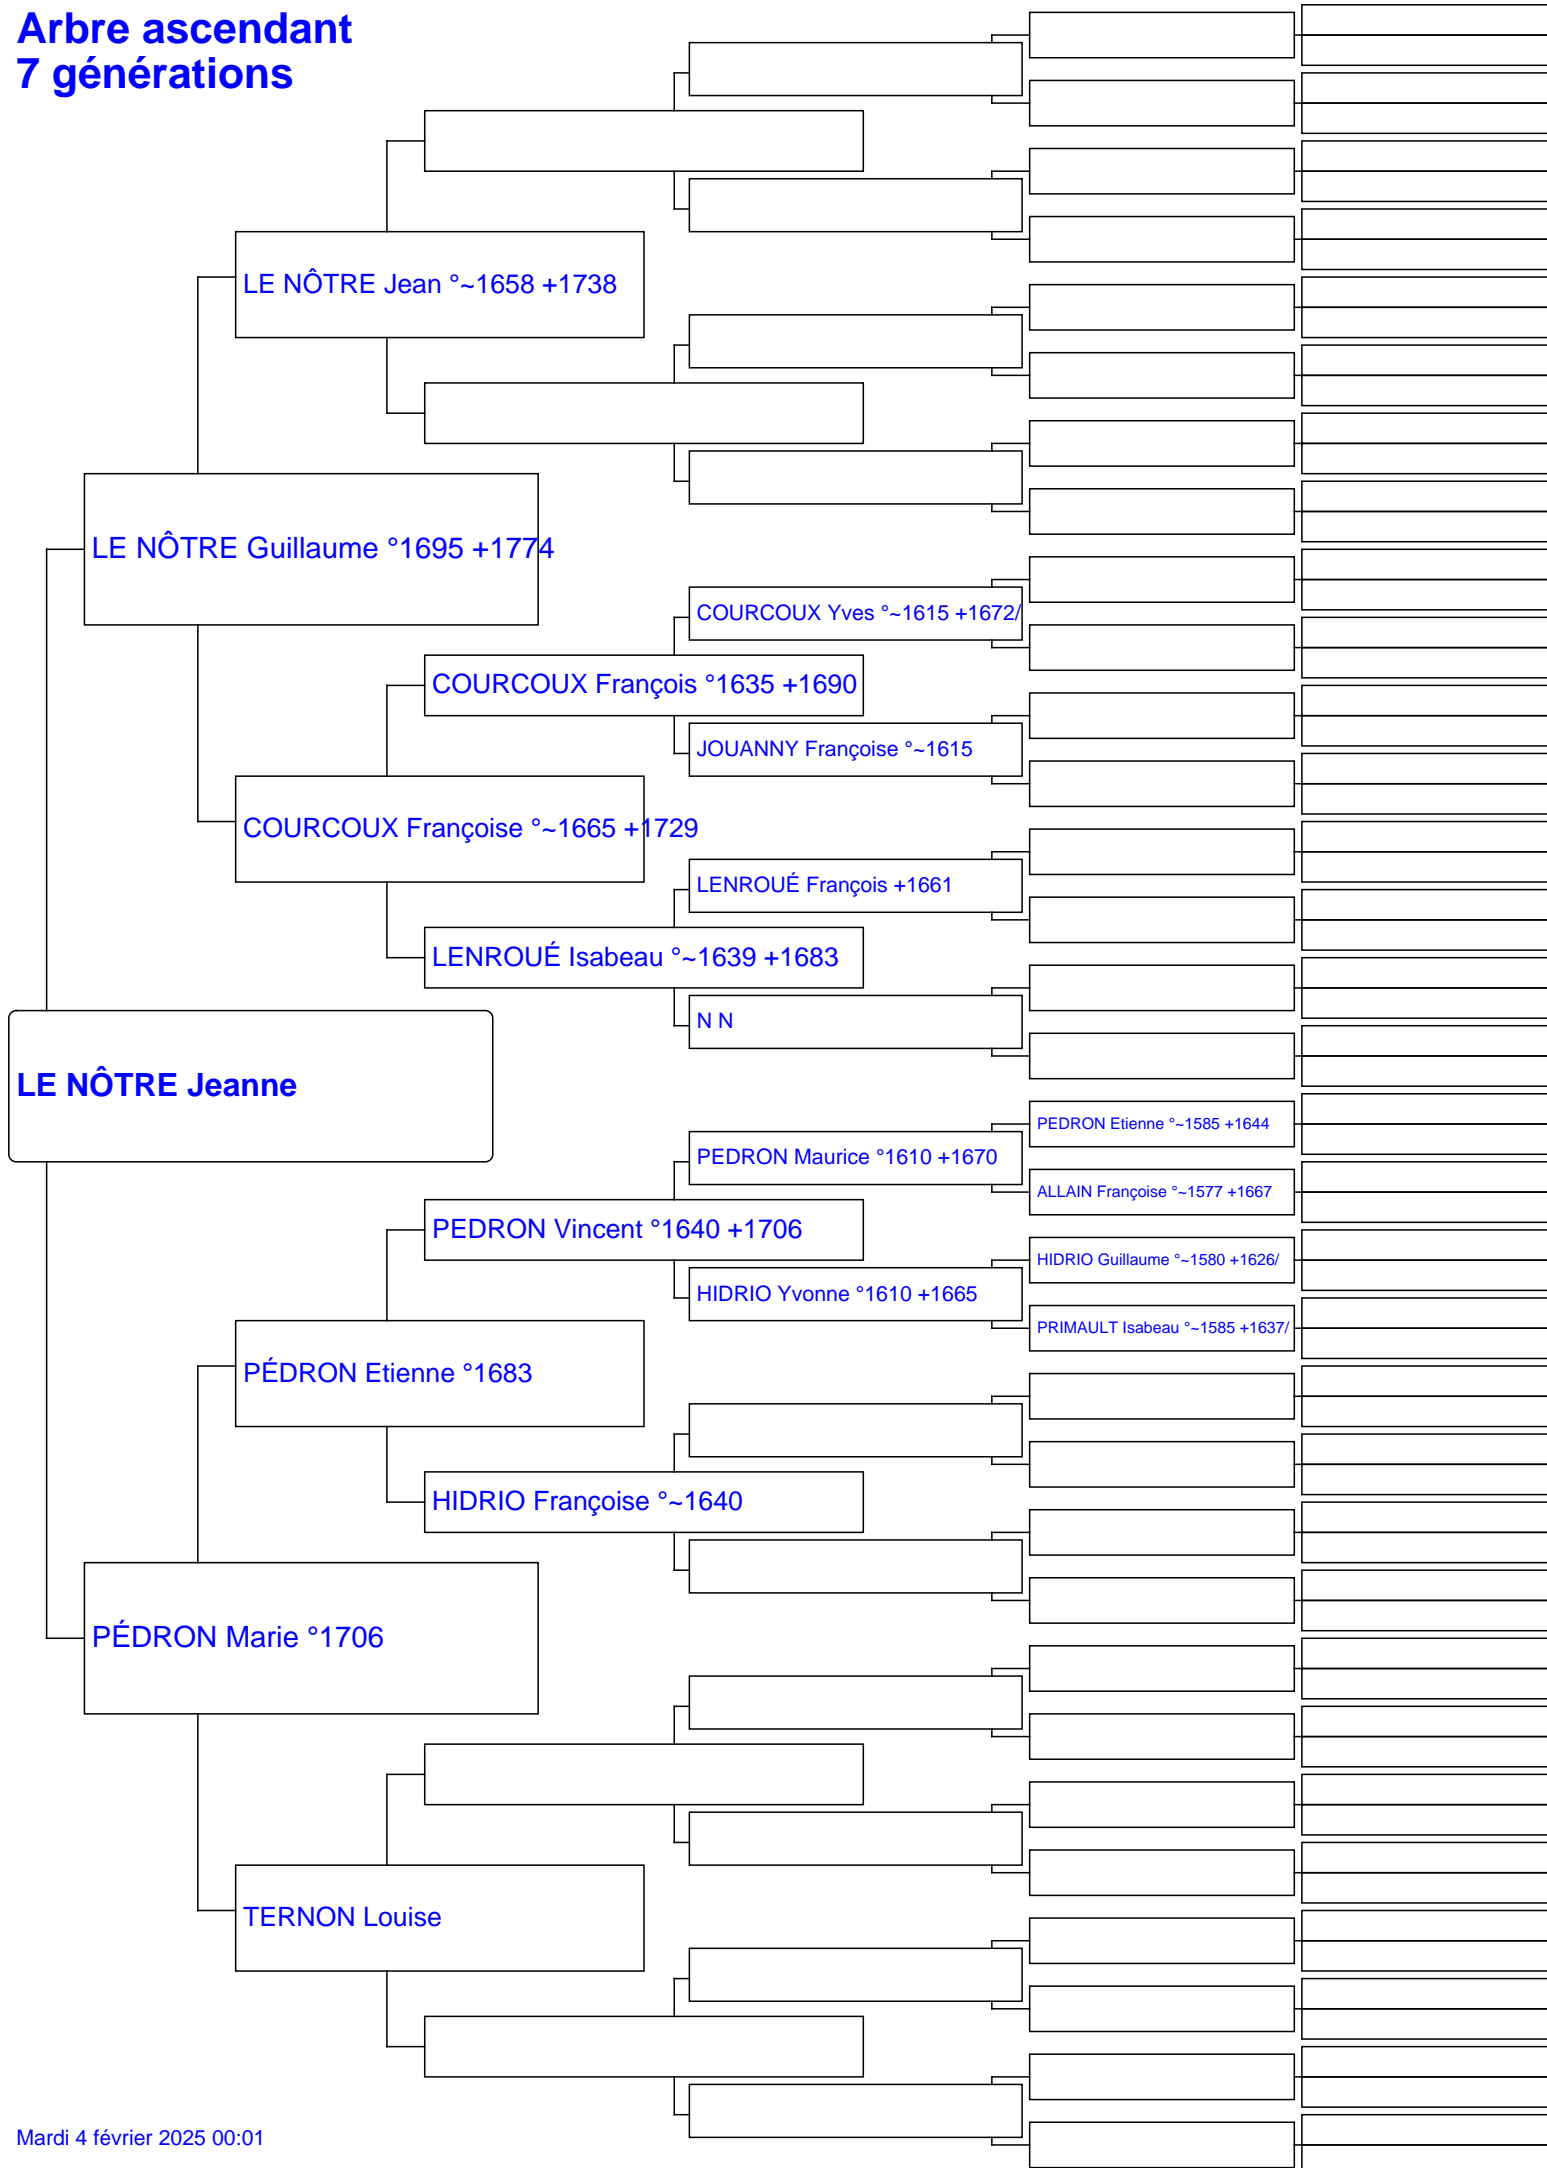 Arbre ascendant
7 générations
LE NÔTRE Jean °~1658 +1738
LE NÔTRE Guillaume °1695 +1774
COURCOUX Yves °~1615 +1672/
COURCOUX François °1635 +1690
JOUANNY Françoise °~1615
COURCOUX Françoise °~1665 +1729
LENROUÉ François +1661
LENROUÉ Isabeau °~1639 +1683
N N
LE NÔTRE Jeanne
PEDRON Etienne °~1585 +1644
PEDRON Maurice °1610 +1670
ALLAIN Françoise °~1577 +1667
PEDRON Vincent °1640 +1706
HIDRIO Guillaume °~1580 +1626/
HIDRIO Yvonne °1610 +1665
PRIMAULT Isabeau °~1585 +1637/
PÉDRON Etienne °1683
HIDRIO Françoise °~1640
PÉDRON Marie °1706
TERNON Louise
Mardi 4 février 2025 00:01